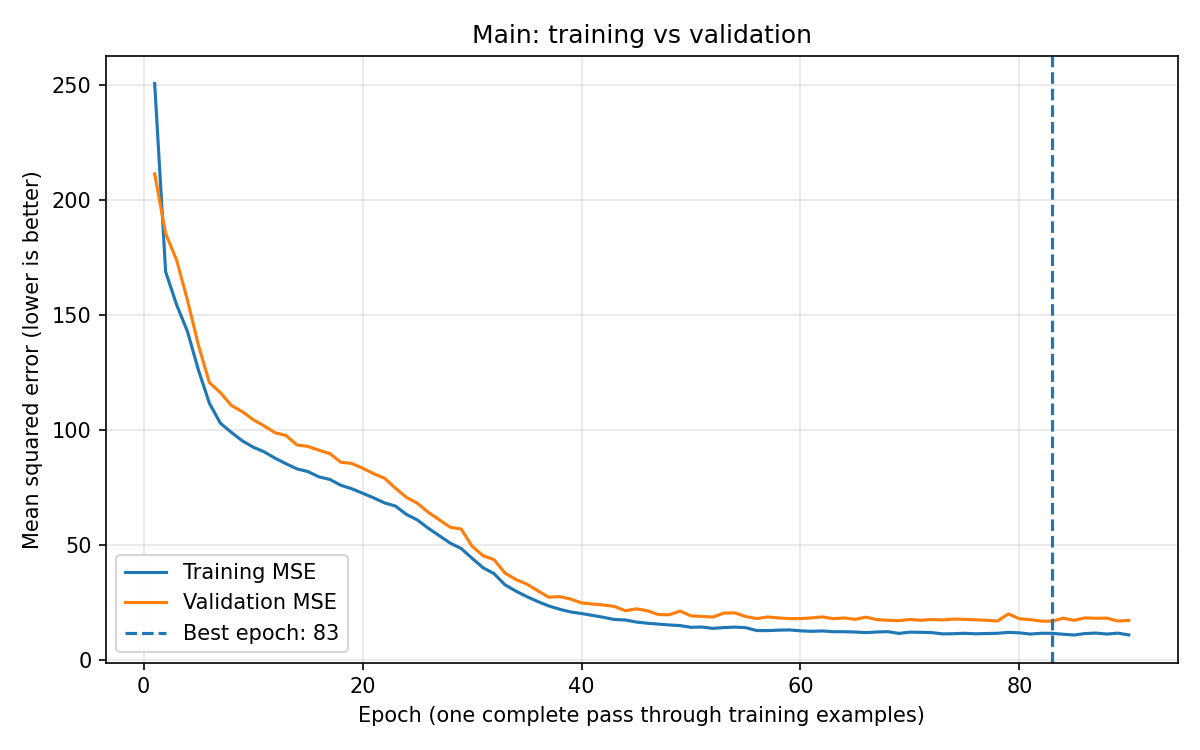 Main: training vs validation
Mean squared error (lower is better)
250
200
150
100
50
0
Training MSE
Validation MSE
Best epoch: 83
0 20 40 60 80
Epoch (one complete pass through training examples)